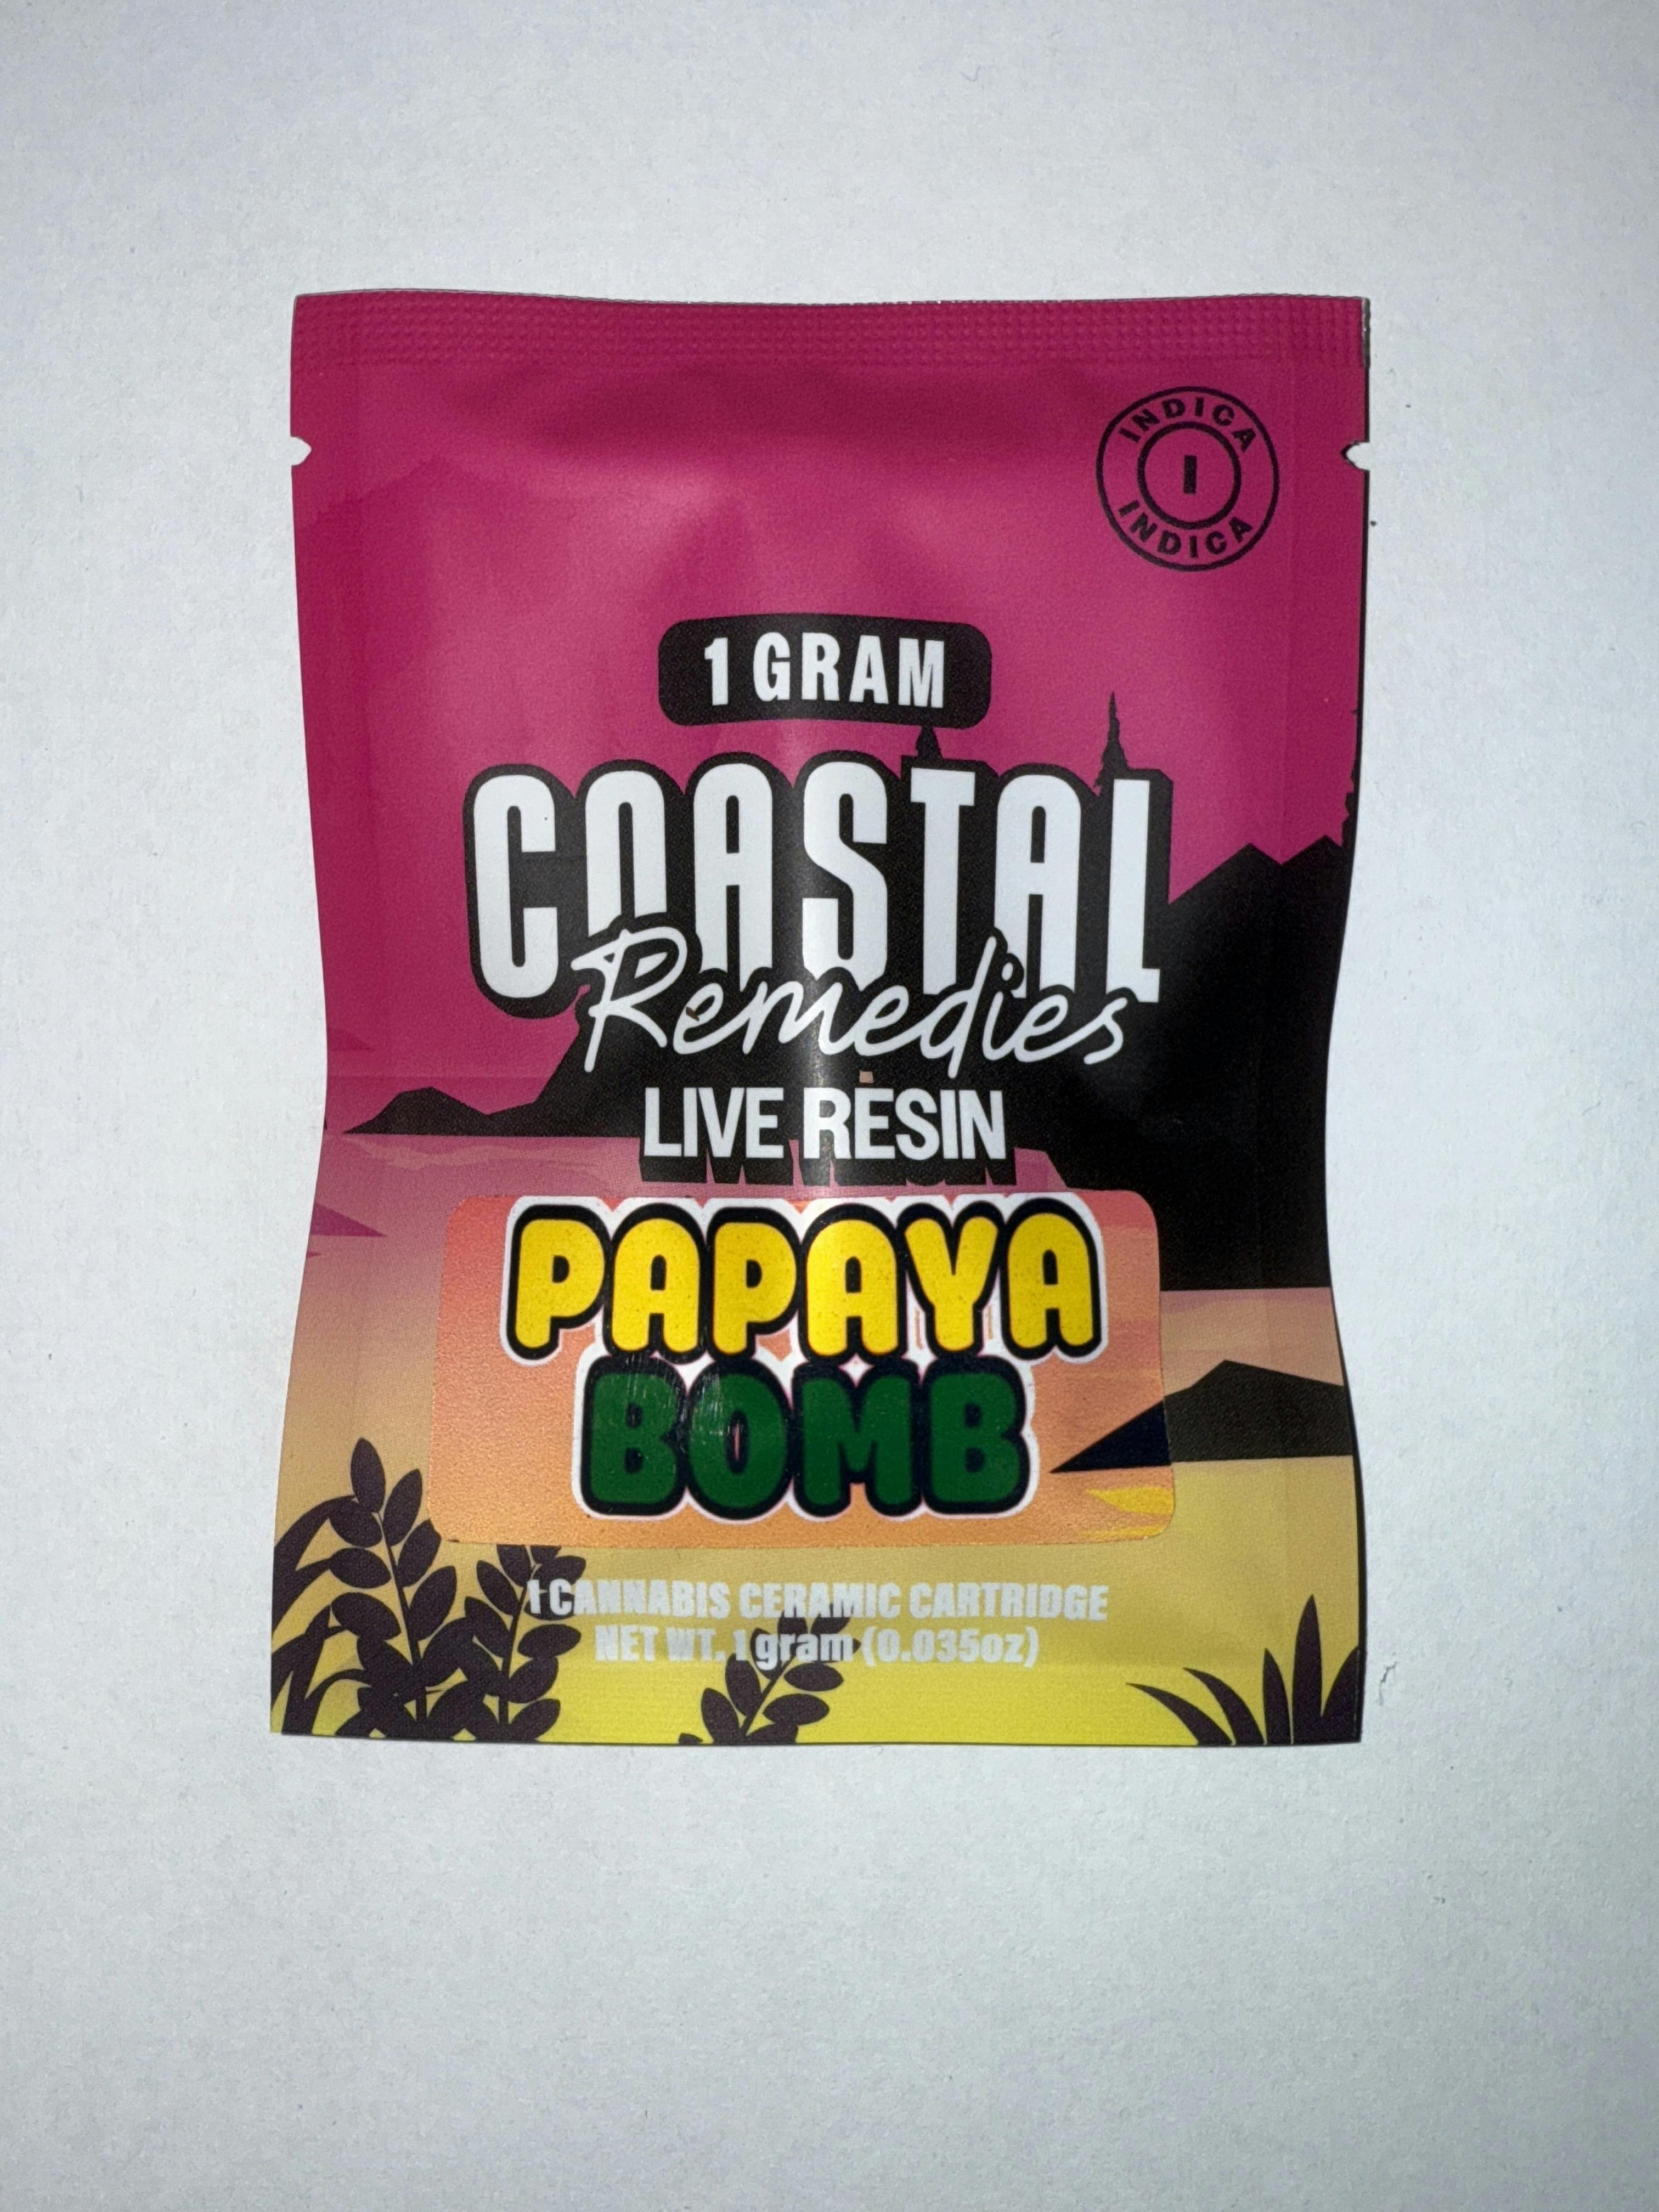 INDICA
I
INDICA
1 GRAM
COASTAL
Remedies
LIVE RESIN
PAPAYA
BOMB
1 CANNABIS CERAMIC CARTRIDGE
NET WT. 1 gram (0.035oz)